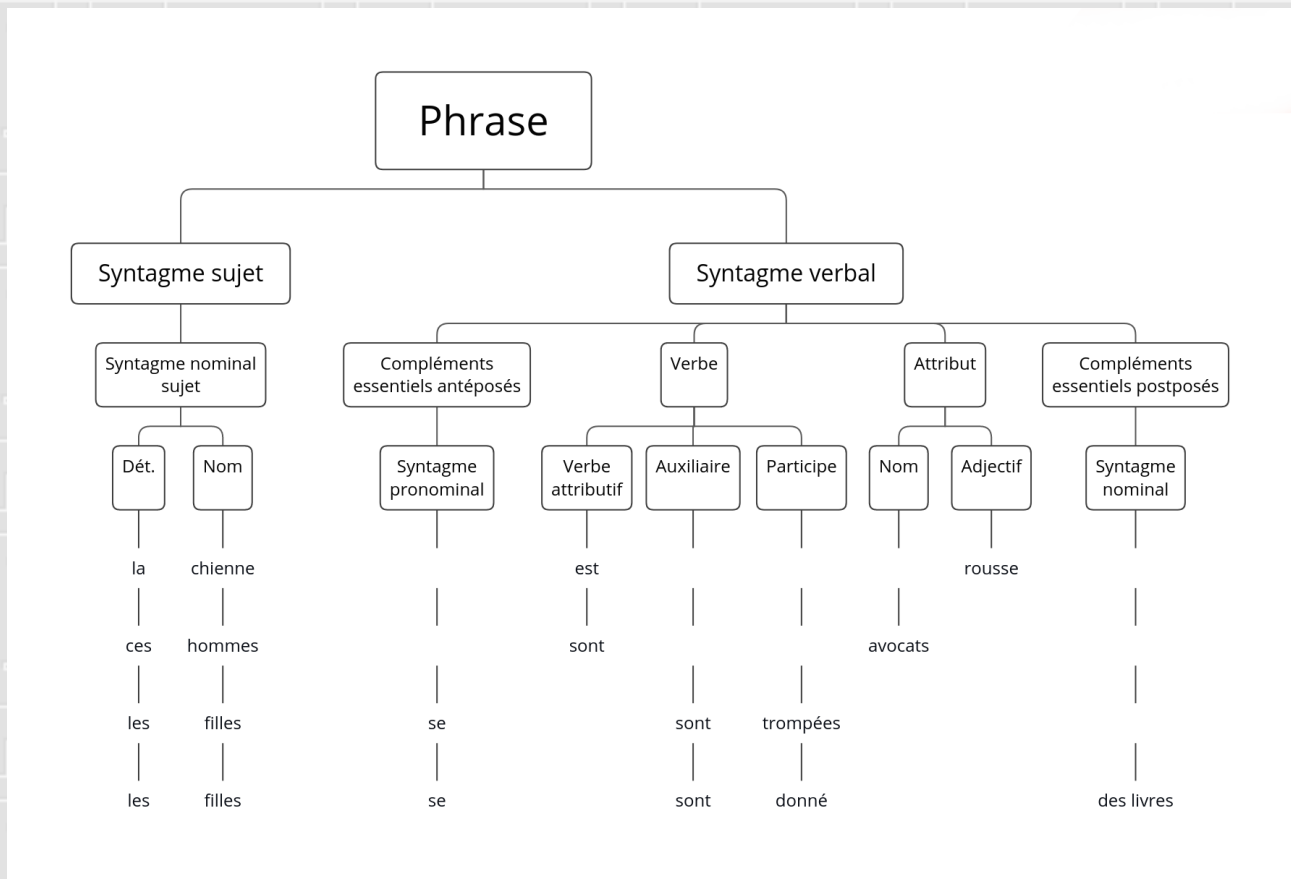 Phrase
Syntagme sujet
Syntagme verbal
Syntagme nominal
sujet
Compléments
essentiels antéposés
Verbe
Attribut
Compléments
essentiels postposés
Dét.
Nom
Syntagme
pronominal
Verbe
attributif
Auxiliaire
Participe
Nom
Adjectif
Syntagme
nominal
la chienne est rousse
ces hommes sont avocats
les filles se sont trompées
les filles se sont donné des livres